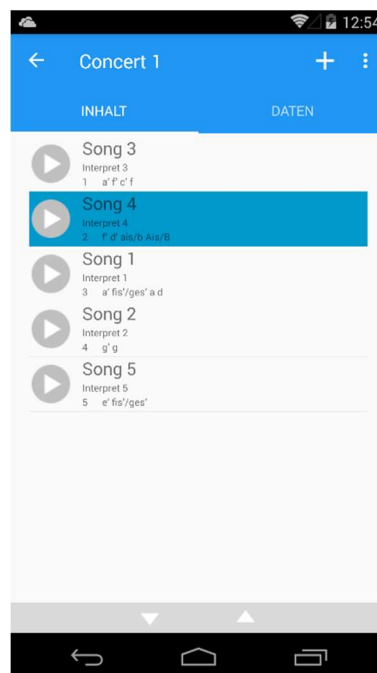 12:54
Concert 1
INHALT DATEN
Song 3
Interpret 3
1 a' f' c' f
Song 4
Interpret 4
2 f' d' ais/b Ais/B
Song 1
Interpret 1
3 a' fis'/ges' a d
Song 2
Interpret 2
4 g' g
Song 5
Interpret 5
5 e' fis'/ges'